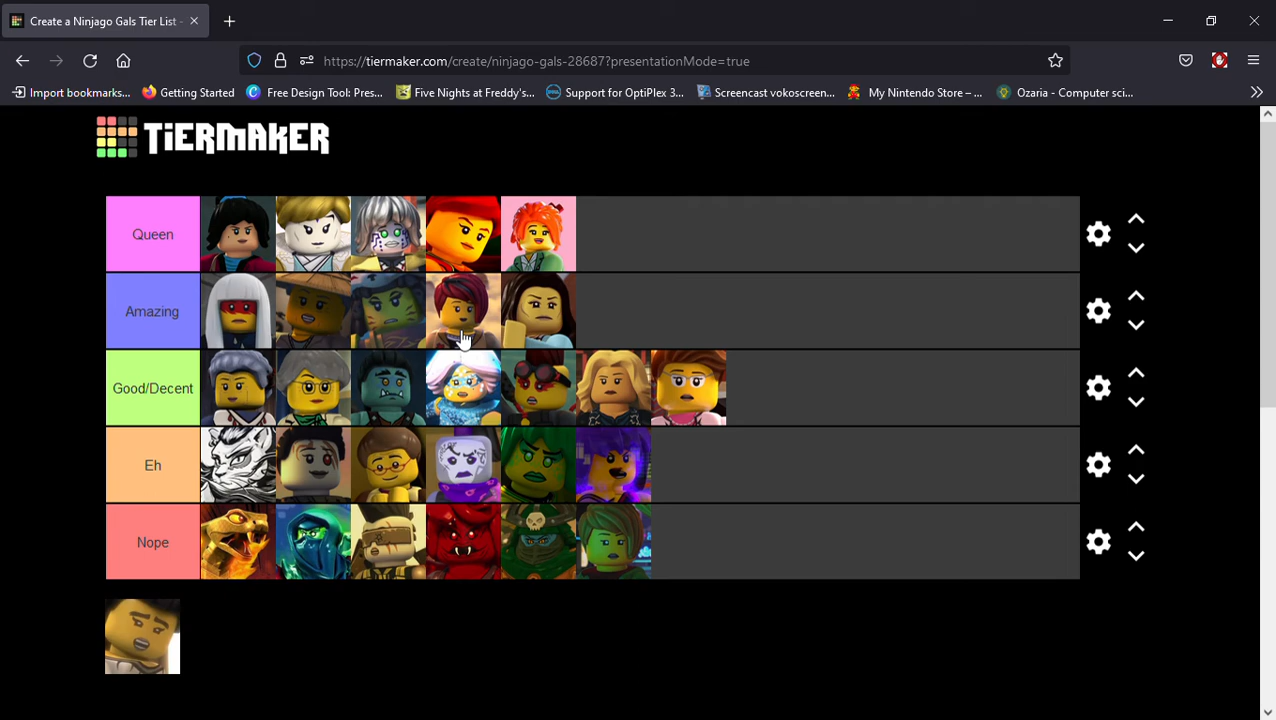 Create a Ninjago Gals Tier List -
https://tiermaker.com/create/ninjago-gals-28687?presentationMode=true
Import bookmarks... Getting Started Free Design Tool: Pres... Five Nights at Freddy's... Support for OptiPlex 3... Screencast vokoscreen... My Nintendo Store – ... Ozaria - Computer sci...
TiERMAKER
Queen
Amazing
Good/Decent
Eh
Nope